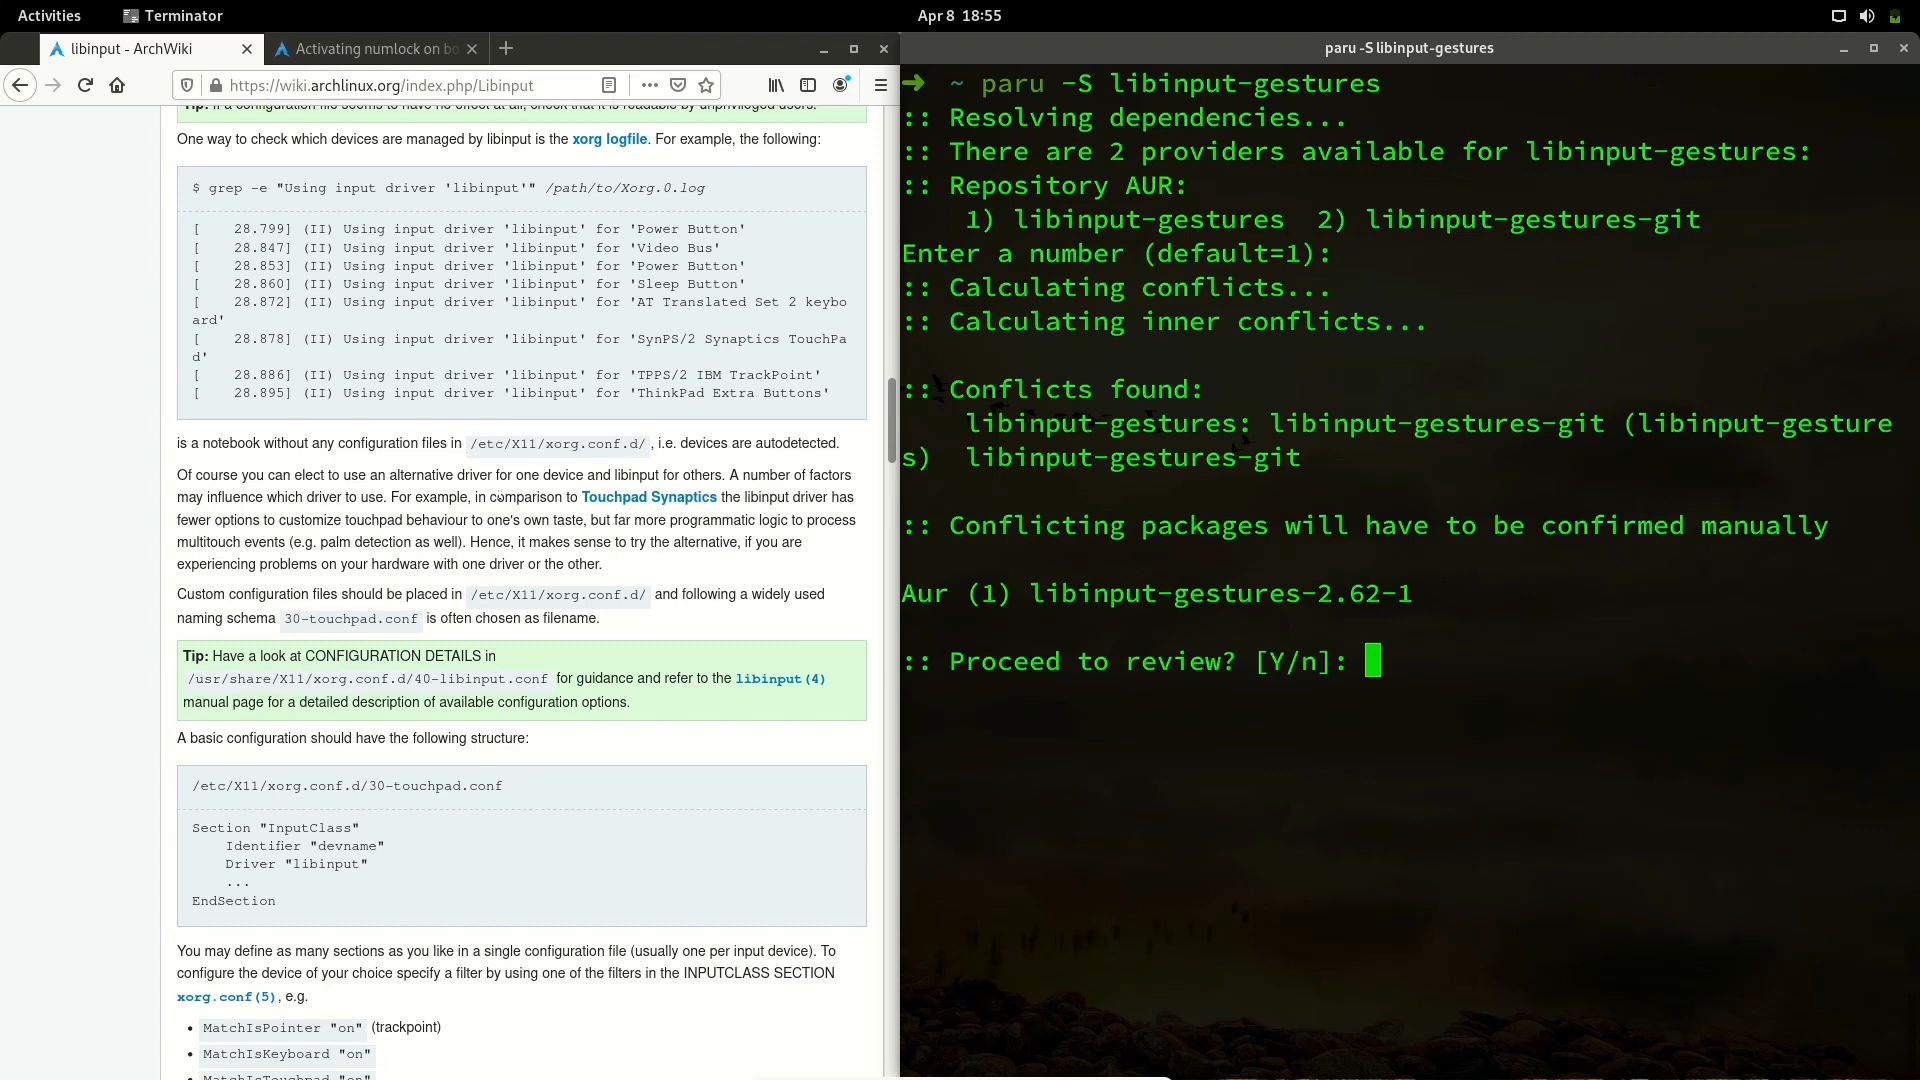 Activities
Terminator
Apr 8  18:55
libinput - ArchWiki
Activating numlock on bo
https://wiki.archlinux.org/index.php/Libinput
Tip: If a configuration file seems to have no effect at all, check that it is readable by unprivileged users.
One way to check which devices are managed by libinput is the xorg logfile. For example, the following:
$ grep -e "Using input driver 'libinput'" /path/to/Xorg.0.log
[    28.799] (II) Using input driver 'libinput' for 'Power Button'
[    28.847] (II) Using input driver 'libinput' for 'Video Bus'
[    28.853] (II) Using input driver 'libinput' for 'Power Button'
[    28.860] (II) Using input driver 'libinput' for 'Sleep Button'
[    28.872] (II) Using input driver 'libinput' for 'AT Translated Set 2 keybo
ard'
[    28.878] (II) Using input driver 'libinput' for 'SynPS/2 Synaptics TouchPa
d'
[    28.886] (II) Using input driver 'libinput' for 'TPPS/2 IBM TrackPoint'
[    28.895] (II) Using input driver 'libinput' for 'ThinkPad Extra Buttons'
is a notebook without any configuration files in /etc/X11/xorg.conf.d/, i.e. devices are autodetected.
Of course you can elect to use an alternative driver for one device and libinput for others. A number of factors
may influence which driver to use. For example, in comparison to Touchpad Synaptics the libinput driver has
fewer options to customize touchpad behaviour to one's own taste, but far more programmatic logic to process
multitouch events (e.g. palm detection as well). Hence, it makes sense to try the alternative, if you are
experiencing problems on your hardware with one driver or the other.
Custom configuration files should be placed in /etc/X11/xorg.conf.d/ and following a widely used
naming schema 30-touchpad.conf is often chosen as filename.
Tip: Have a look at CONFIGURATION DETAILS in
/usr/share/X11/xorg.conf.d/40-libinput.conf for guidance and refer to the libinput(4)
manual page for a detailed description of available configuration options.
A basic configuration should have the following structure:
/etc/X11/xorg.conf.d/30-touchpad.conf
Section "InputClass"
    Identifier "devname"
    Driver "libinput"
    ...
EndSection
You may define as many sections as you like in a single configuration file (usually one per input device). To
configure the device of your choice specify a filter by using one of the filters in the INPUTCLASS SECTION
xorg.conf(5), e.g.
• MatchIsPointer "on" (trackpoint)
• MatchIsKeyboard "on"
• MatchIsTouchpad "on"
paru -S libinput-gestures
➜  ~ paru -S libinput-gestures
:: Resolving dependencies...
:: There are 2 providers available for libinput-gestures:
:: Repository AUR:
    1) libinput-gestures  2) libinput-gestures-git
Enter a number (default=1):
:: Calculating conflicts...
:: Calculating inner conflicts...
:: Conflicts found:
    libinput-gestures: libinput-gestures-git (libinput-gesture
s)  libinput-gestures-git
:: Conflicting packages will have to be confirmed manually
Aur (1) libinput-gestures-2.62-1
:: Proceed to review? [Y/n]: